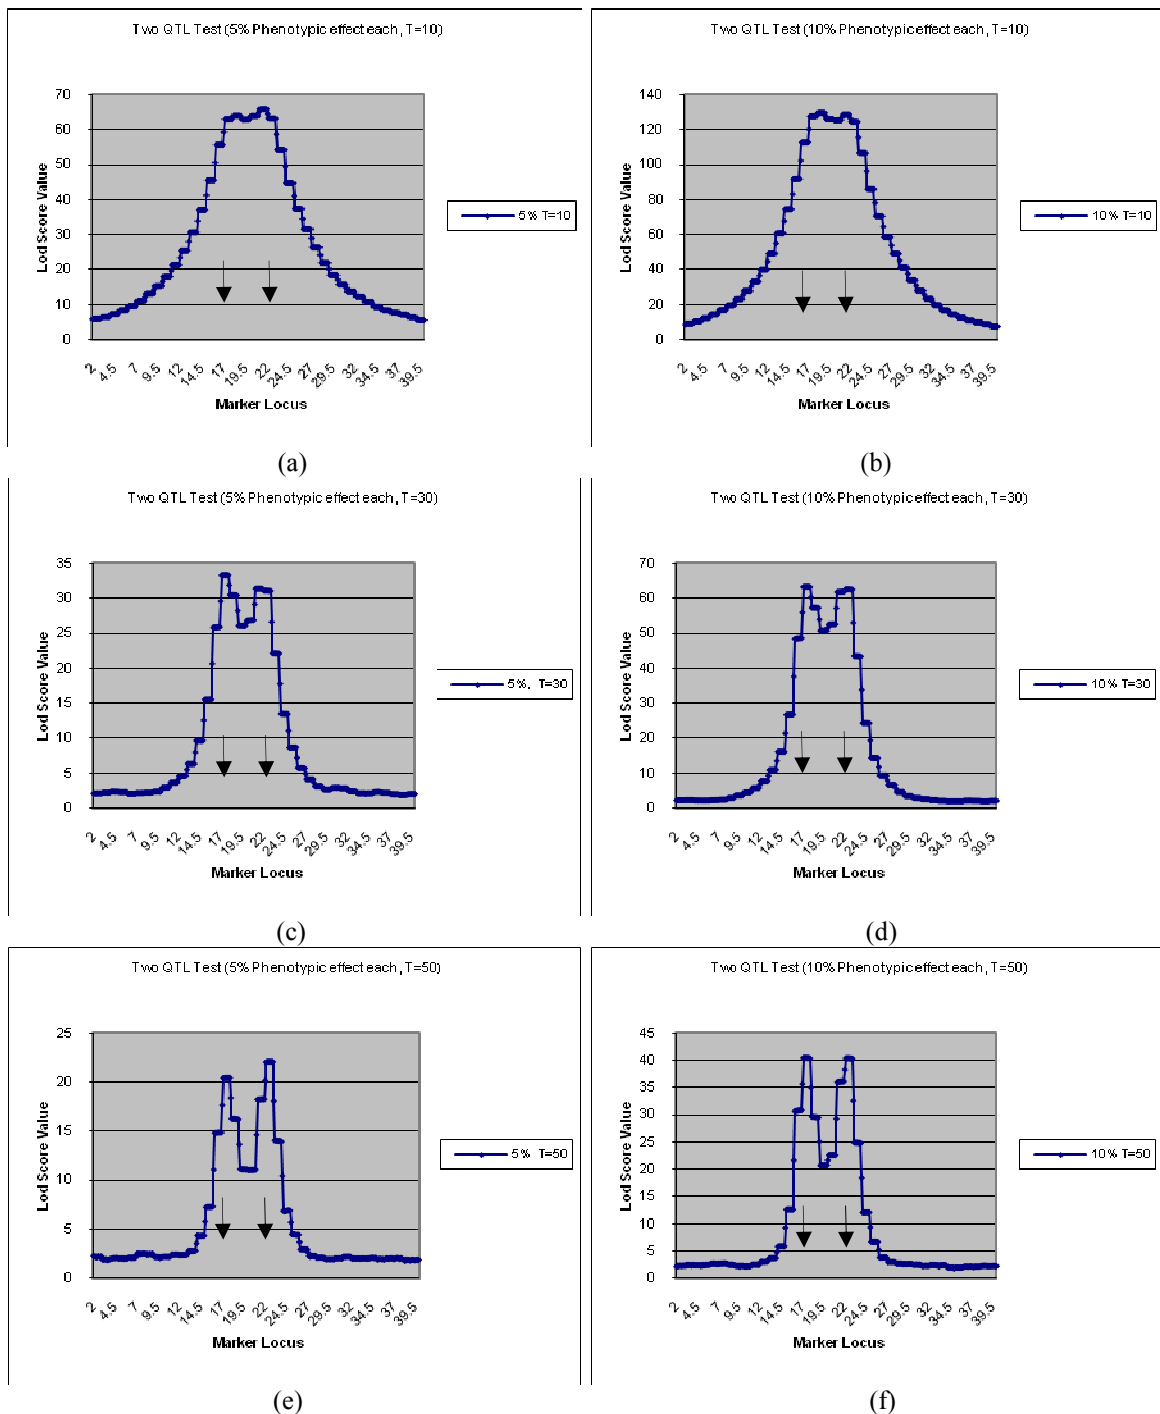 Two QTL Test (5% Phenotypic effect each, T=10)
70
60
50
40
30
20
10
0
Lod Score Value
2 4.5 7 9.5 12 14.5 17 19.5 22 24.5 27 29.5 32 34.5 37 39.5
Marker Locus
5% T=10
(a)
Two QTL Test (10% Phenotypic effect each, T=10)
140
120
100
80
60
40
20
0
Lod Score Value
2 4.5 7 9.5 12 14.5 17 19.5 22 24.5 27 29.5 32 34.5 37 39.5
Marker Locus
10% T=10
(b)
Two QTL Test (5% Phenotypic effect each, T=30)
35
30
25
20
15
10
5
0
Lod Score Value
2 4.5 7 9.5 12 14.5 17 19.5 22 24.5 27 29.5 32 34.5 37 39.5
Marker Locus
5%, T=30
(c)
Two QTL Test (10% Phenotypic effect each, T=30)
70
60
50
40
30
20
10
0
Lod Score Value
2 4.5 7 9.5 12 14.5 17 19.5 22 24.5 27 29.5 32 34.5 37 39.5
Marker Locus
10% T=30
(d)
Two QTL Test (5% Phenotypic effect each, T=50)
25
20
15
10
5
0
Lod Score Value
2 4.5 7 9.5 12 14.5 17 19.5 22 24.5 27 29.5 32 34.5 37 39.5
Marker Locus
5% T=50
(e)
Two QTL Test (10% Phenotypic effect each, T=50)
45
40
35
30
25
20
15
10
5
0
Lod Score Value
2 4.5 7 9.5 12 14.5 17 19.5 22 24.5 27 29.5 32 34.5 37 39.5
Marker Locus
10% T=50
(f)